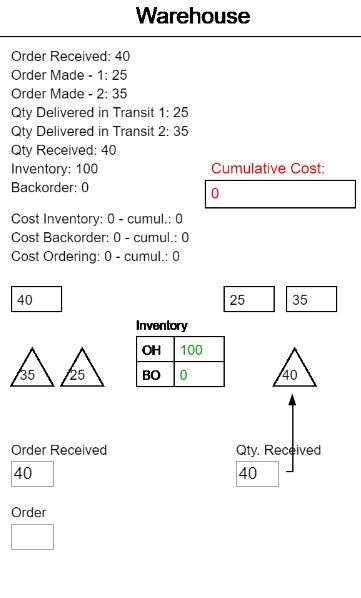 Warehouse
Order Received: 40
Order Made - 1: 25
Order Made - 2: 35
Qty Delivered in Transit 1: 25
Qty Delivered in Transit 2: 35
Qty Received: 40
Inventory: 100
Backorder: 0
Cumulative Cost:
0
Cost Inventory: 0 - cumul.: 0
Cost Backorder: 0 - cumul.: 0
Cost Ordering: 0 - cumul.: 0
40 25 35
Inventory
OH 100
BO 0
35 25 40
Order Received Qty. Received
40 40
Order